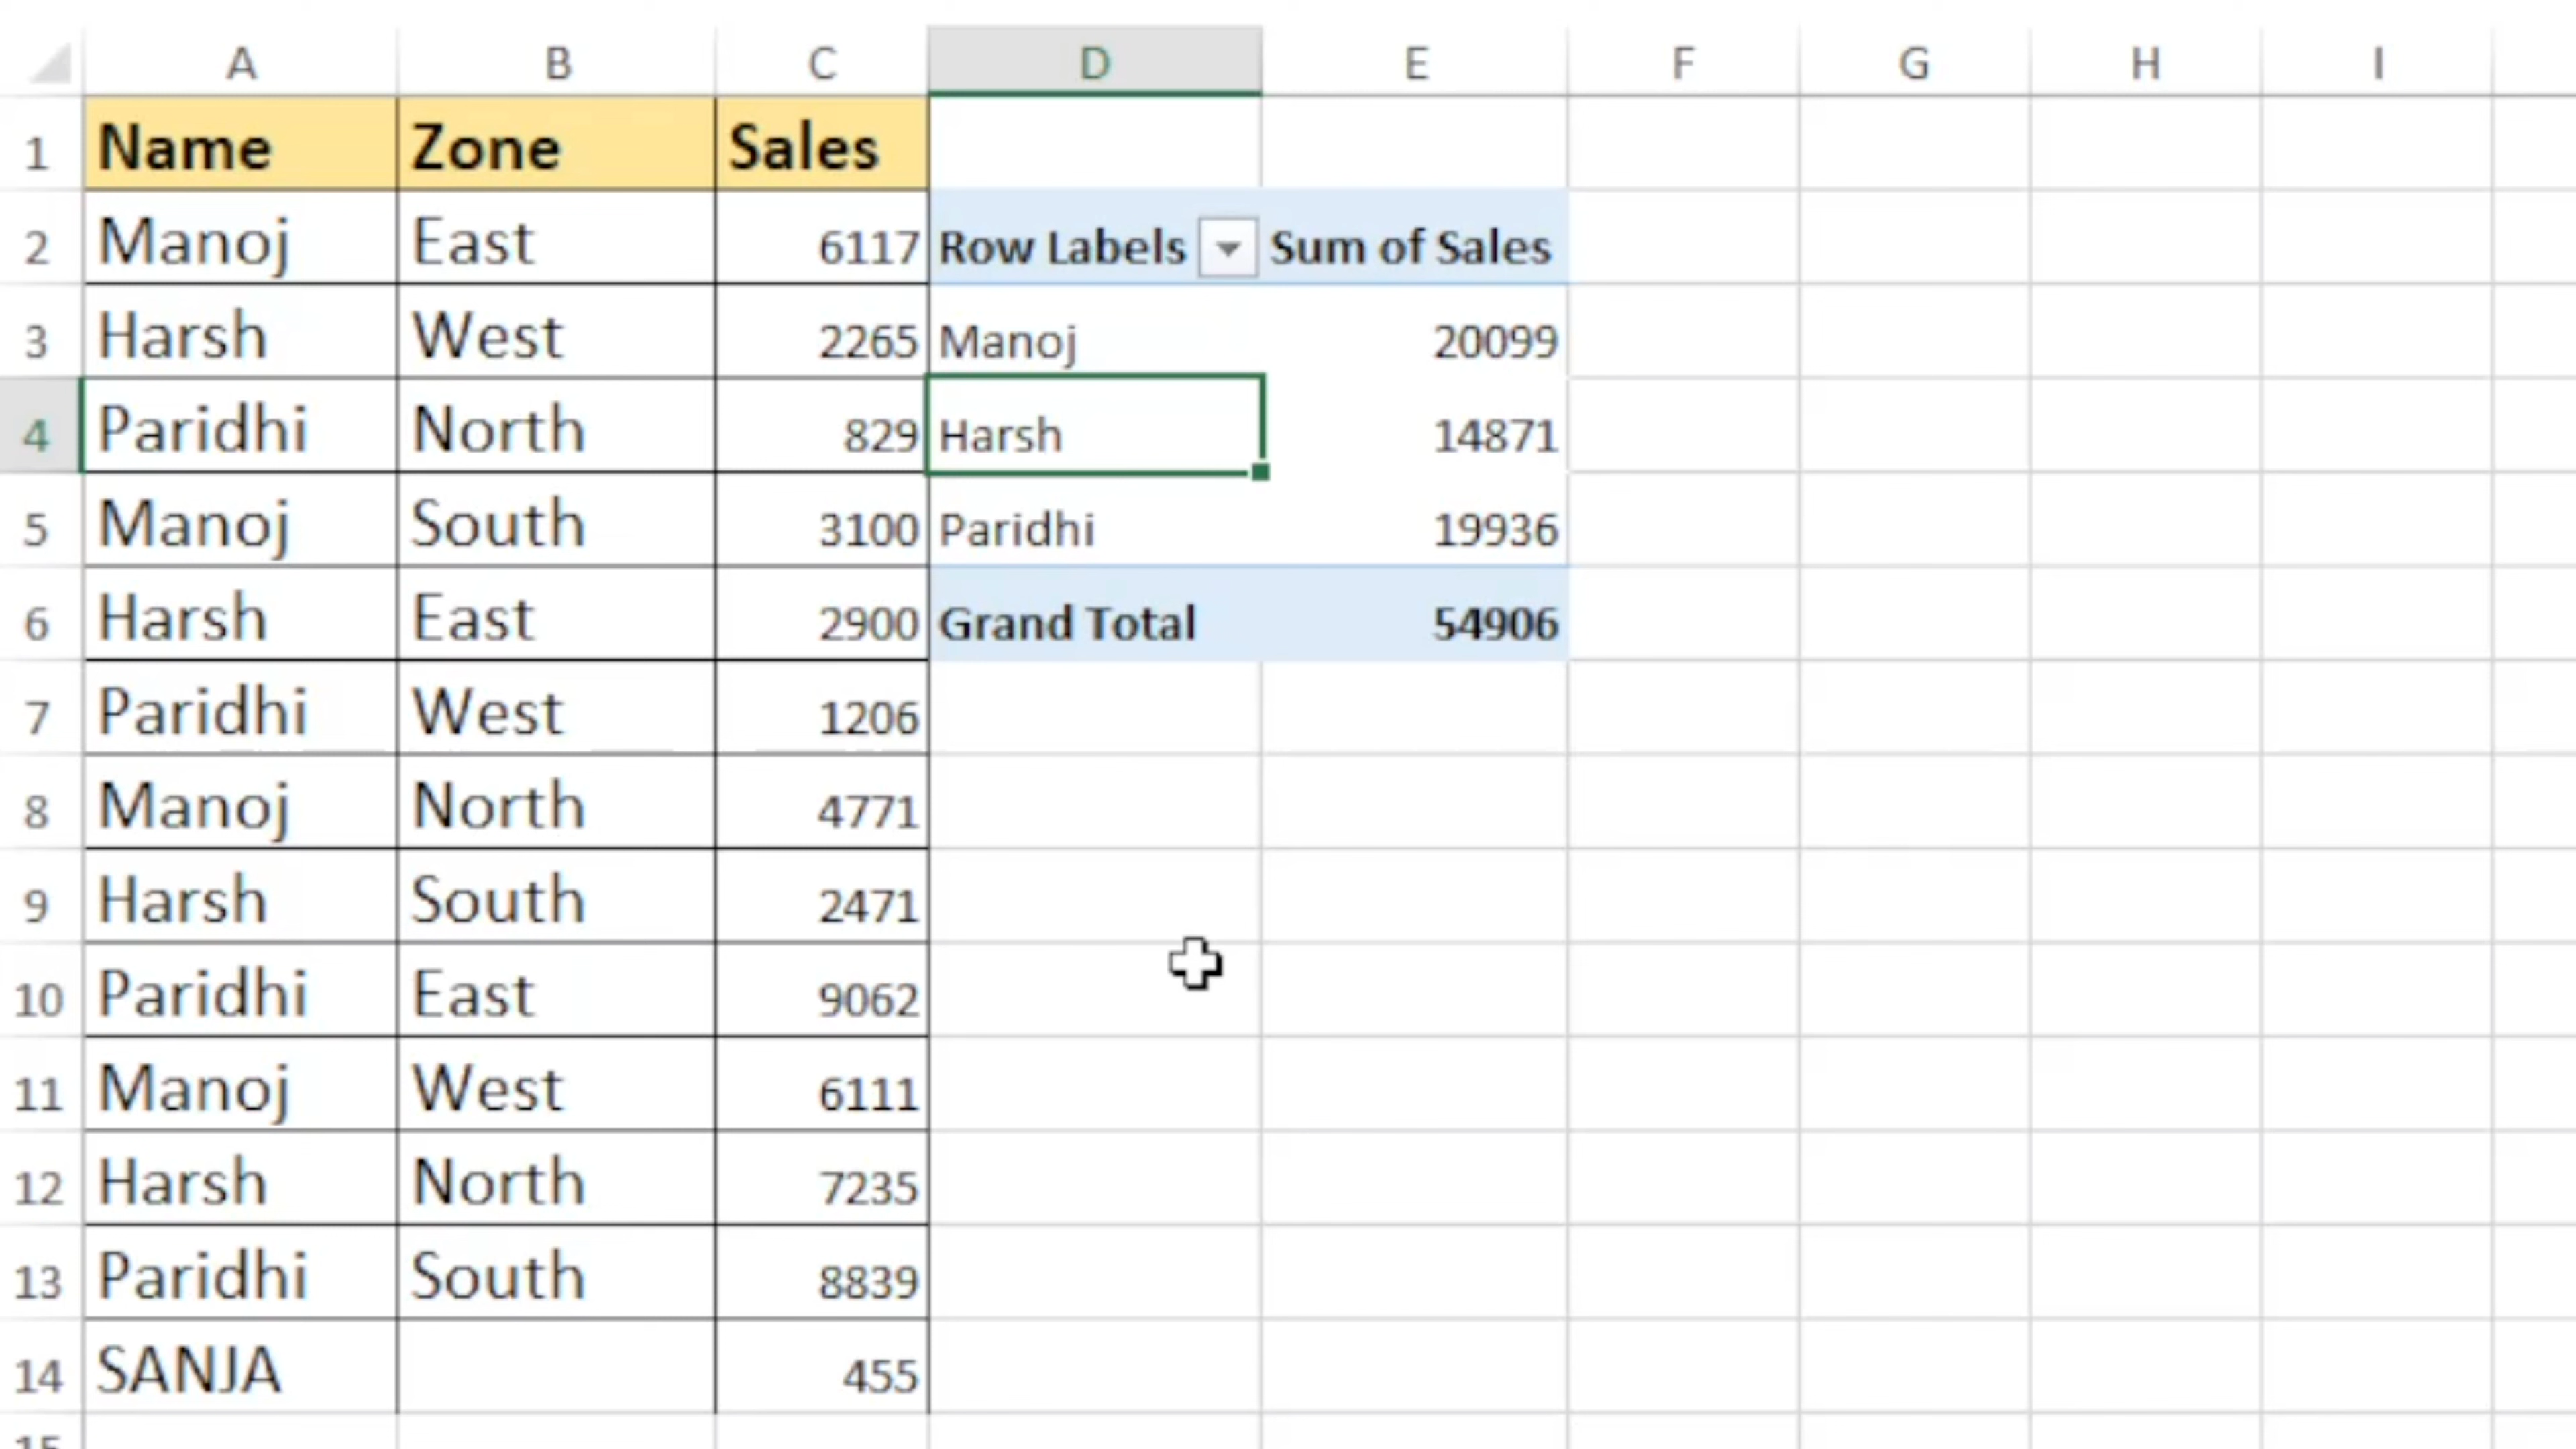 A B C D E F G H I
1 Name Zone Sales
2 Manoj East 6117 Row Labels Sum of Sales
3 Harsh West 2265 Manoj 20099
4 Paridhi North 829 Harsh 14871
5 Manoj South 3100 Paridhi 19936
6 Harsh East 2900 Grand Total 54906
7 Paridhi West 1206
8 Manoj North 4771
9 Harsh South 2471
10 Paridhi East 9062
11 Manoj West 6111
12 Harsh North 7235
13 Paridhi South 8839
14 SANJA 455
15